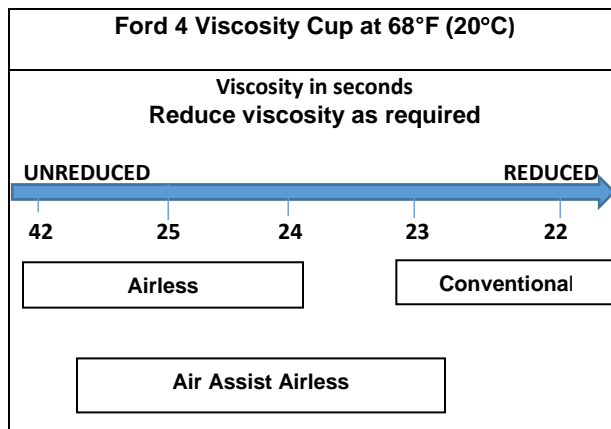 Ford 4 Viscosity Cup at 68°F (20°C)
Viscosity in seconds
Reduce viscosity as required
UNREDUCED REDUCED
42 25 24 23 22
Airless Conventional
Air Assist Airless